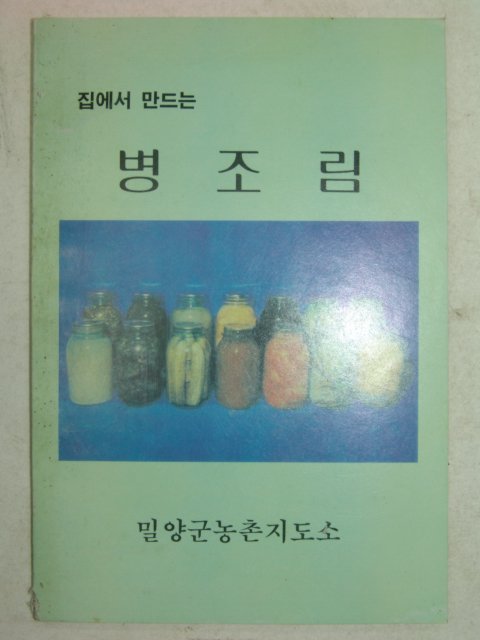 집에서 만드는
병 조 림
밀양군농촌지도소